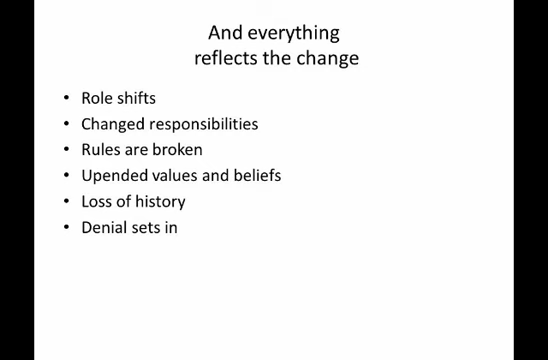 And everything
reflects the change
• Role shifts
• Changed responsibilities
• Rules are broken
• Upended values and beliefs
• Loss of history
• Denial sets in